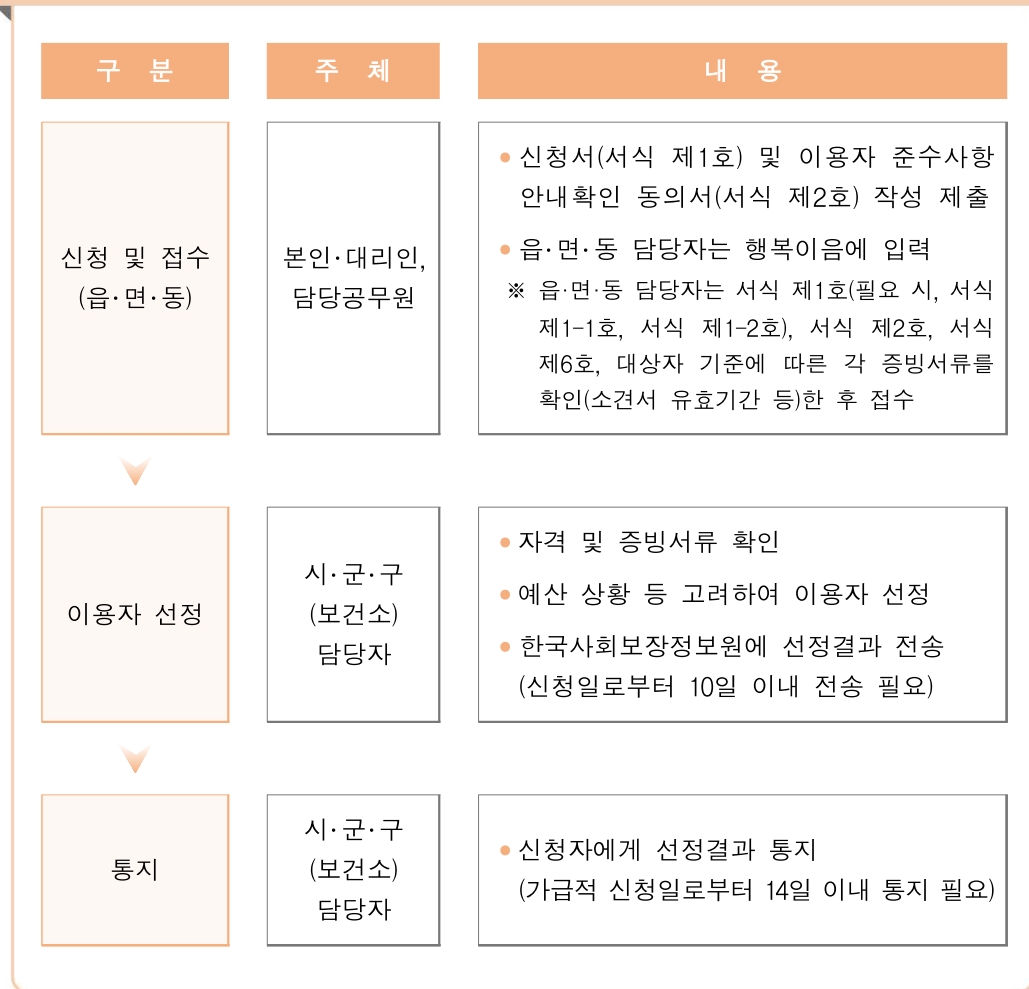 구 분
주 체
내 용
신청 및 접수
(읍·면·동)
본인·대리인,
담당공무원
• 신청서(서식 제1호) 및 이용자 준수사항
안내확인 동의서(서식 제2호) 작성 제출
• 읍·면·동 담당자는 행복이음에 입력
※ 읍·면·동 담당자는 서식 제1호(필요 시, 서식
제1-1호, 서식 제1-2호), 서식 제2호, 서식
제6호, 대상자 기준에 따른 각 증빙서류를
확인(소견서 유효기간 등)한 후 접수
이용자 선정
시·군·구
(보건소)
담당자
• 자격 및 증빙서류 확인
• 예산 상황 등 고려하여 이용자 선정
• 한국사회보장정보원에 선정결과 전송
(신청일로부터 10일 이내 전송 필요)
통지
시·군·구
(보건소)
담당자
• 신청자에게 선정결과 통지
(가급적 신청일로부터 14일 이내 통지 필요)